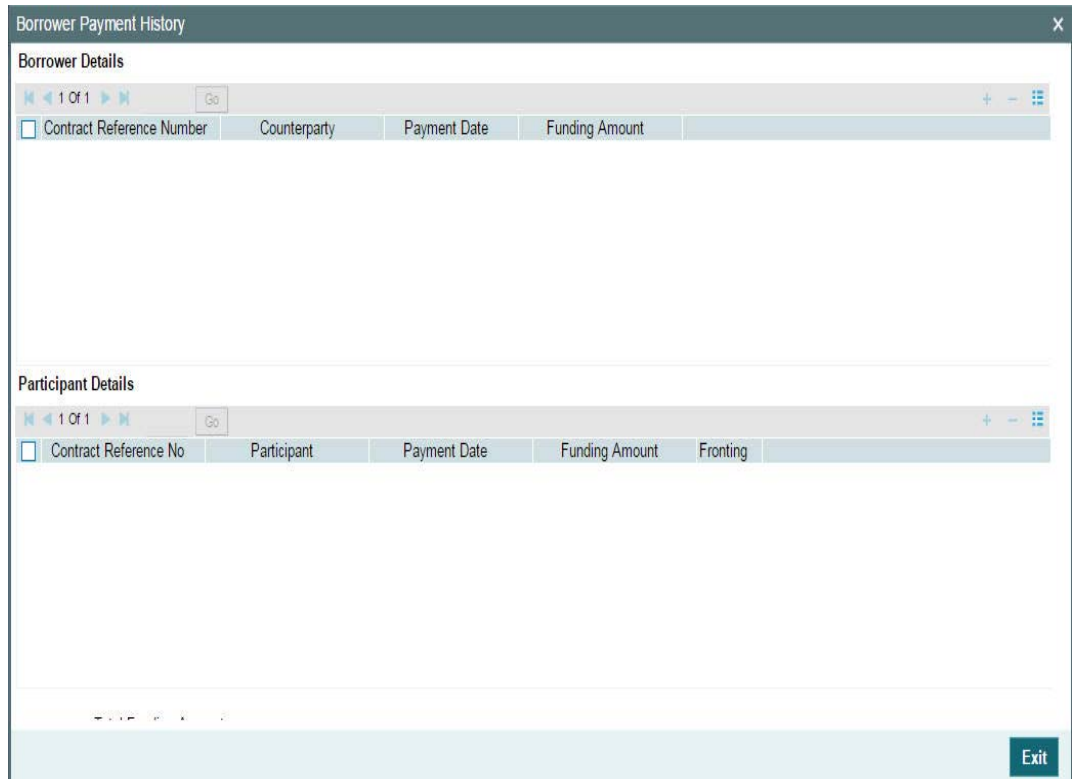 Borrower Payment History X
Borrower Details
1 Of 1 Go
Contract Reference Number Counterparty Payment Date Funding Amount
Participant Details
1 Of 1 Go
Contract Reference No Participant Payment Date Funding Amount Fronting
Exit